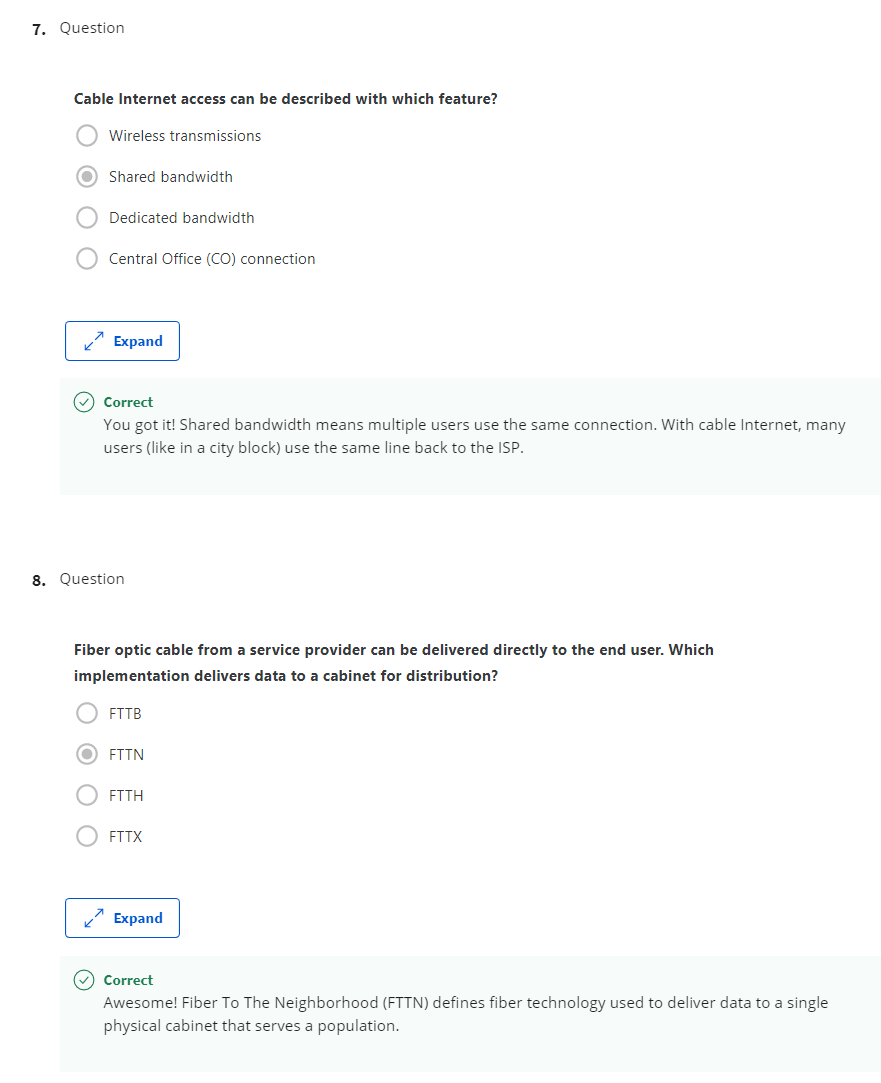 7. Question
Cable Internet access can be described with which feature?
Wireless transmissions
Shared bandwidth
Dedicated bandwidth
Central Office (CO) connection
Expand
Correct
You got it! Shared bandwidth means multiple users use the same connection. With cable Internet, many
users (like in a city block) use the same line back to the ISP.
8. Question
Fiber optic cable from a service provider can be delivered directly to the end user. Which
implementation delivers data to a cabinet for distribution?
FTTB
FTTN
FTTH
FTTX
Expand
Correct
Awesome! Fiber To The Neighborhood (FTTN) defines fiber technology used to deliver data to a single
physical cabinet that serves a population.